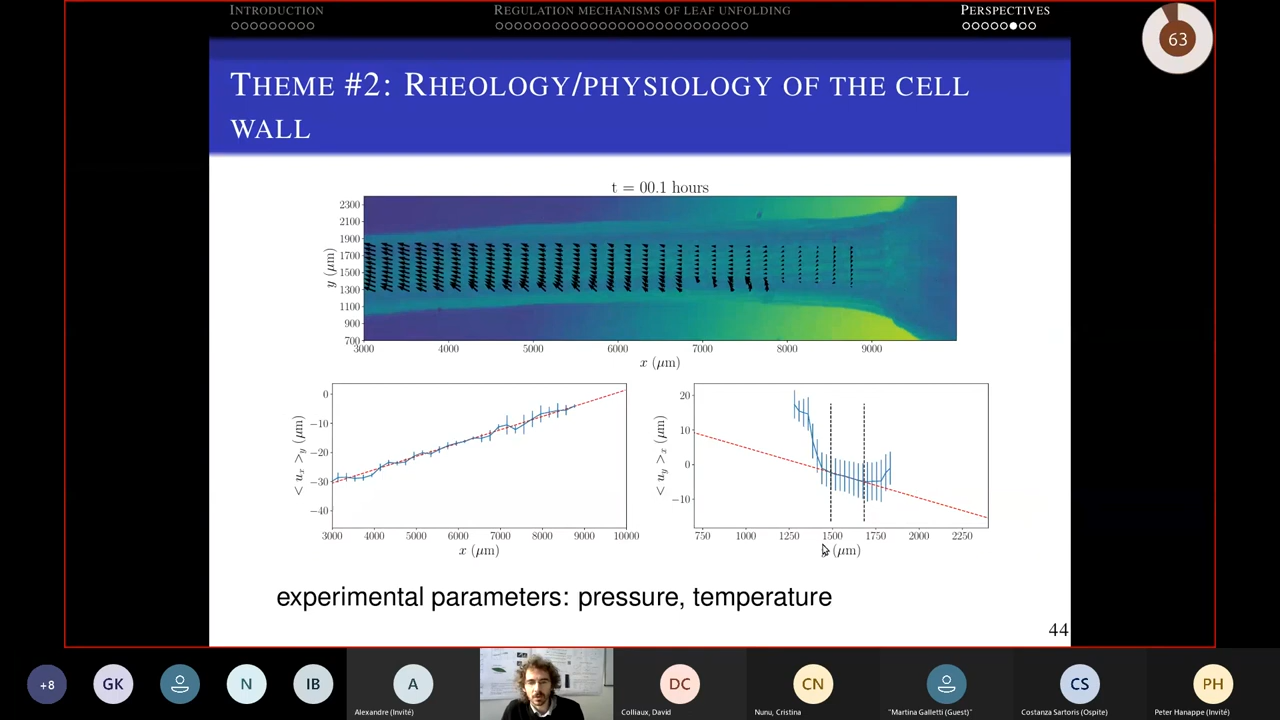 INTRODUCTION
REGULATION MECHANISMS OF LEAF UNFOLDING
PERSPECTIVES
63
THEME #2: RHEOLOGY/PHYSIOLOGY OF THE CELL
WALL
t = 00.1 hours
2300
2100
1900
1700
1500
1300
1100
900
700
y (μm)
3000 4000 5000 6000 7000 8000 9000
x (μm)
0
−10
−20
−30
−40
< u_x >_y (μm)
3000 4000 5000 6000 7000 8000 9000 10000
x (μm)
20
10
0
−10
< u_y >_x (μm)
750 1000 1250 1500 1750 2000 2250
(μm)
experimental parameters: pressure, temperature
44
+8
GK
N
IB
A
DC
CN
CS
PH
Alexandre (Invité)
Colliaux, David
Nunu, Cristina
"Martina Galletti (Guest)"
Costanza Sartoris (Ospite)
Peter Hanappe (Invité)